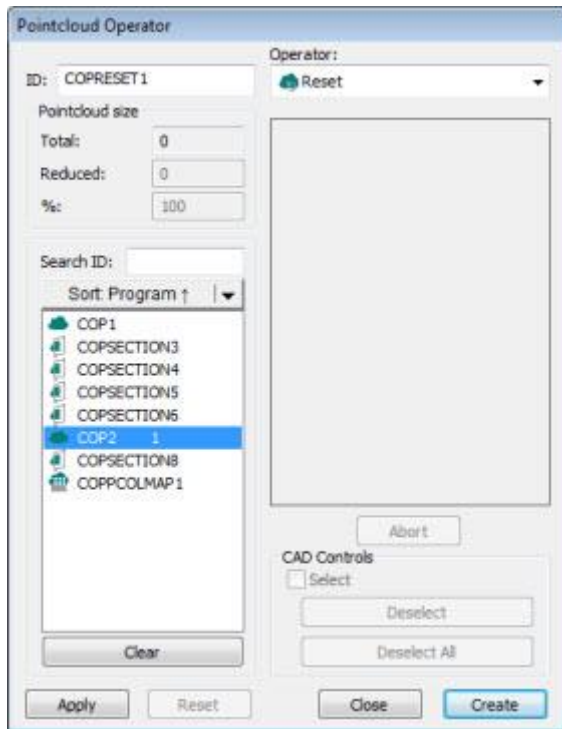 Pointcloud Operator
Operator:
ID: COPRESET1
Reset
Pointcloud size
Total: 0
Reduced: 0
%: 100
Search ID:
Sort: Program ↑
COP1
COPSECTION3
COPSECTION4
COPSECTION5
COPSECTION6
COP2 1
COPSECTION8
COPPCOLMAP1
Abort
CAD Controls
Select
Deselect
Deselect All
Clear
Apply Reset Close Create